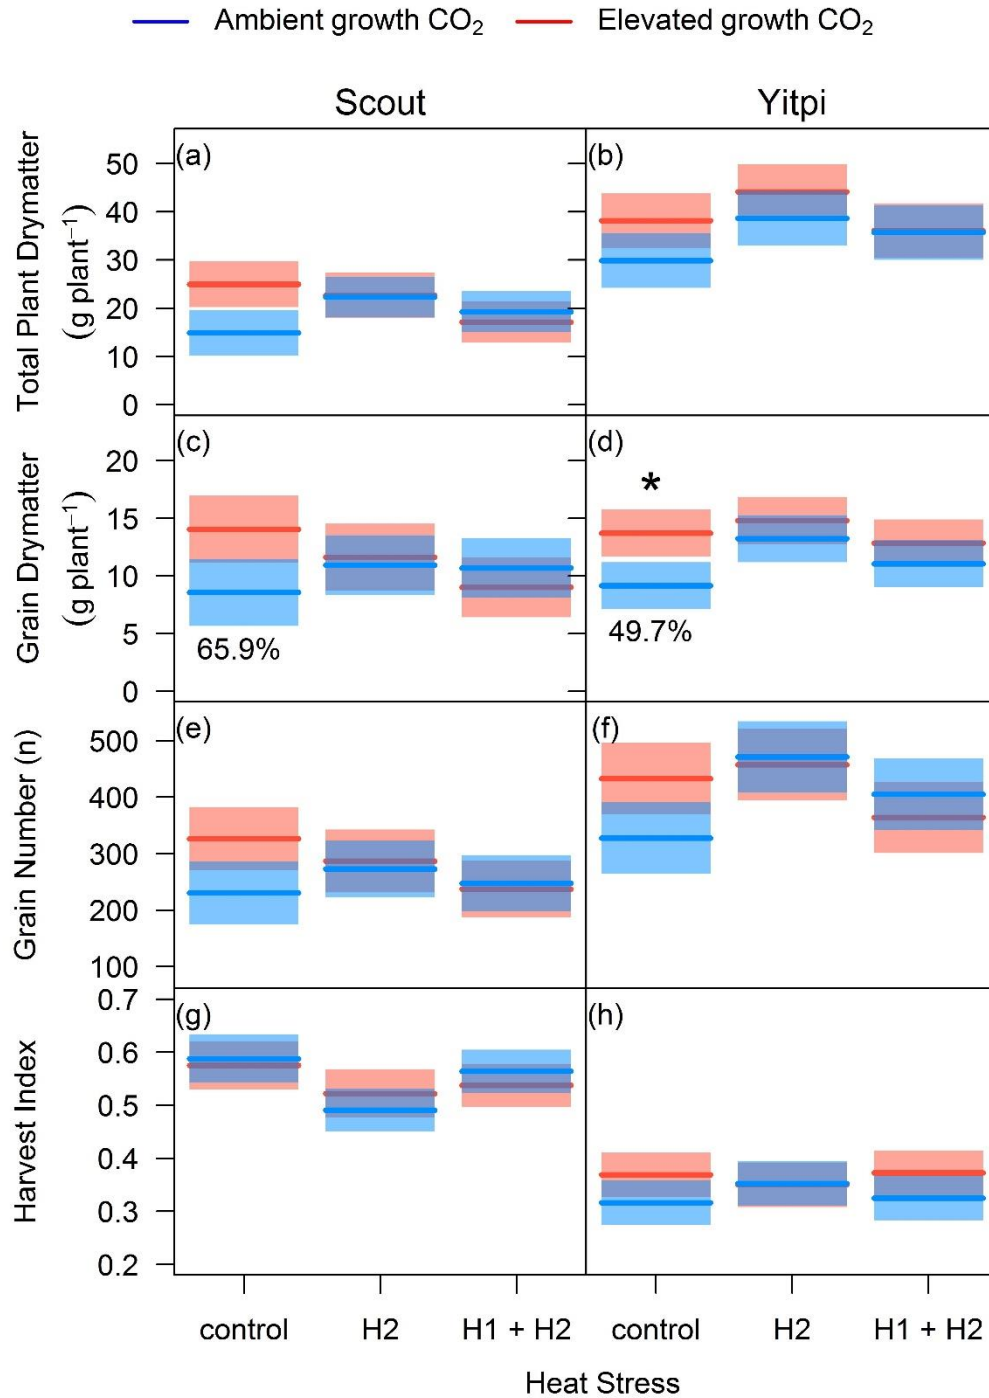 Ambient growth CO₂ Elevated growth CO₂
Scout Yitpi
Total Plant Drymatter
(g plant⁻¹)
50
40
30
20
10
0
(a) (b)
Grain Drymatter
(g plant⁻¹)
20
15
10
5
0
(c) (d)
*
65.9% 49.7%
Grain Number (n)
500
400
300
200
100
(e) (f)
Harvest Index
0.7
0.6
0.5
0.4
0.3
0.2
(g) (h)
control H2 H1 + H2 control H2 H1 + H2
Heat Stress